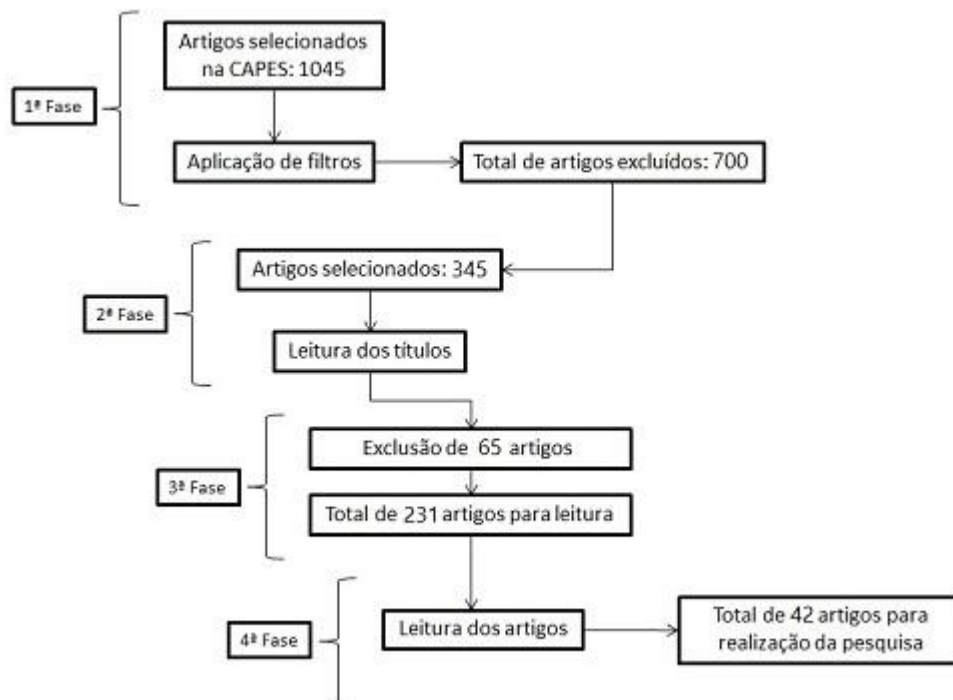 Artigos selecionados
na CAPES: 1045
1ª Fase
Aplicação de filtros
Total de artigos excluídos: 700
Artigos selecionados: 345
2ª Fase
Leitura dos títulos
Exclusão de 65 artigos
3ª Fase
Total de 231 artigos para leitura
Leitura dos artigos
Total de 42 artigos para
realização da pesquisa
4ª Fase